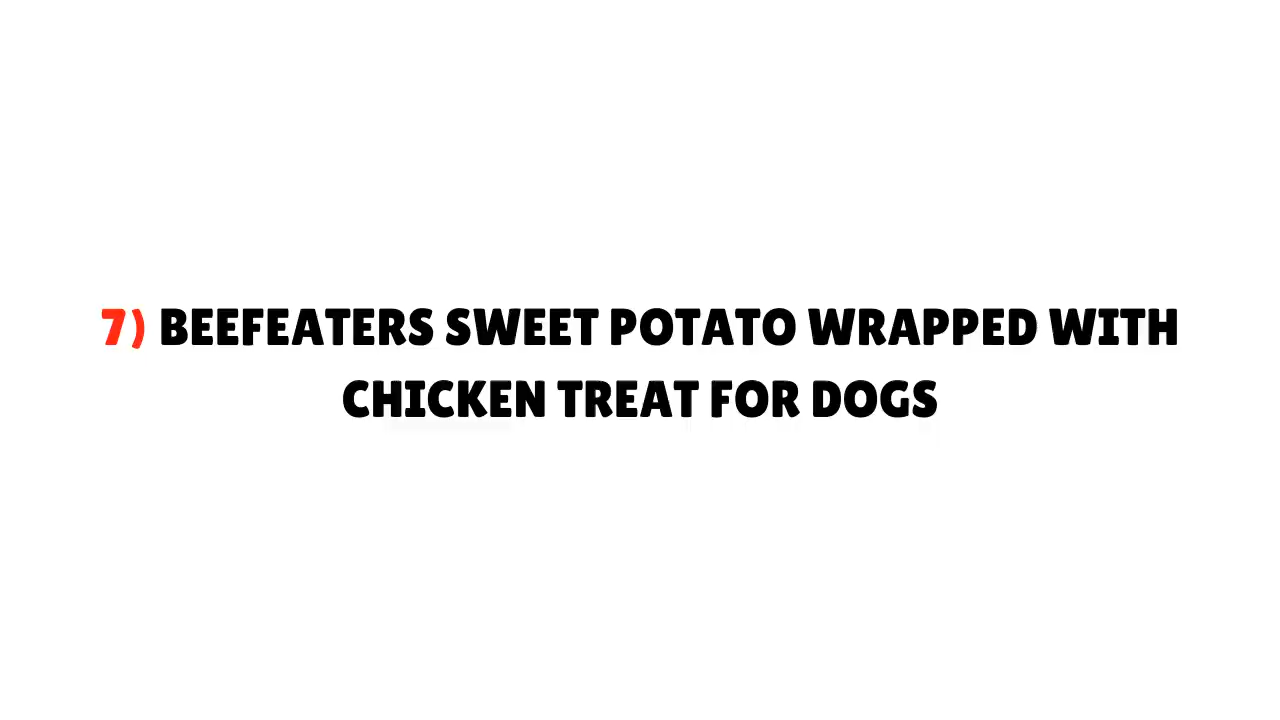 7) BEEFEATERS SWEET POTATO WRAPPED WITH
CHICKEN TREAT FOR DOGS